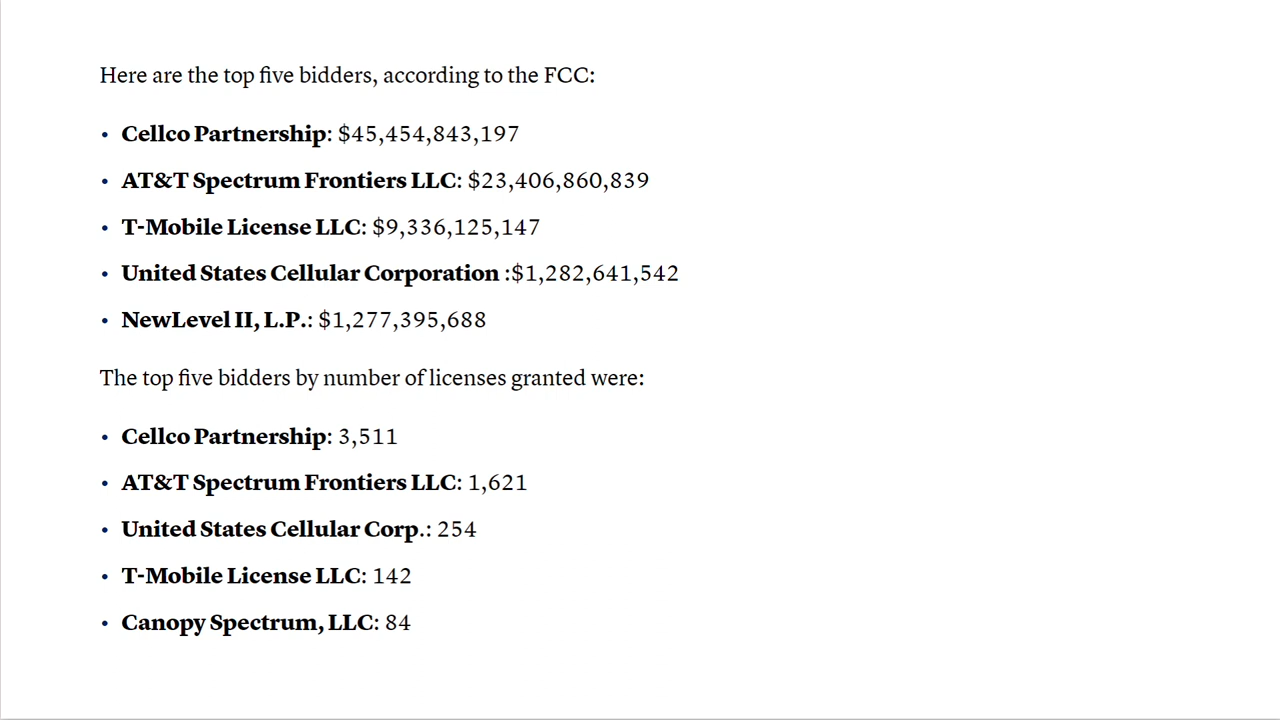 Here are the top five bidders, according to the FCC:
• Cellco Partnership: $45,454,843,197
• AT&T Spectrum Frontiers LLC: $23,406,860,839
• T-Mobile License LLC: $9,336,125,147
• United States Cellular Corporation :$1,282,641,542
• NewLevel II, L.P.: $1,277,395,688
The top five bidders by number of licenses granted were:
• Cellco Partnership: 3,511
• AT&T Spectrum Frontiers LLC: 1,621
• United States Cellular Corp.: 254
• T-Mobile License LLC: 142
• Canopy Spectrum, LLC: 84